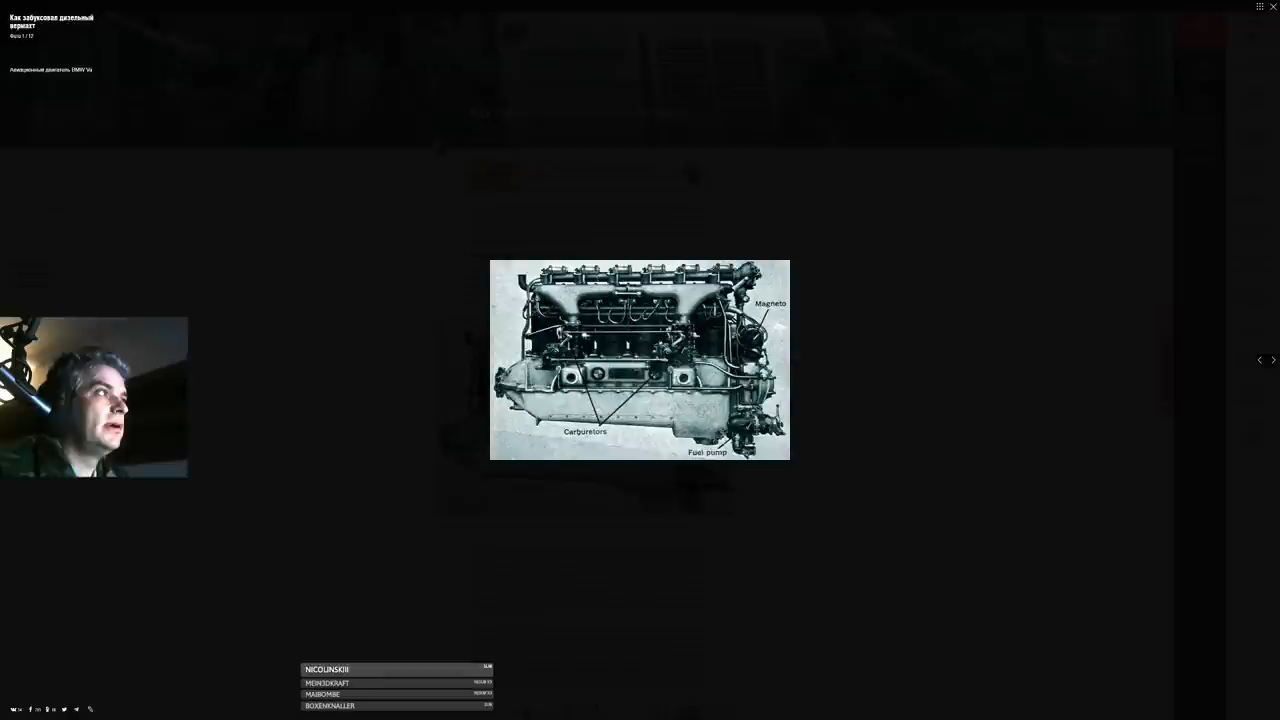 Как забуксовал дизельный
вермахт
Фото 1 / 12
Авиационный двигатель BMW Va
Magneto
Carburetors
Fuel pump
NICOLINSKIII
MEIN3DKRAFT
MAIBOMBE
BOXENKNALLER